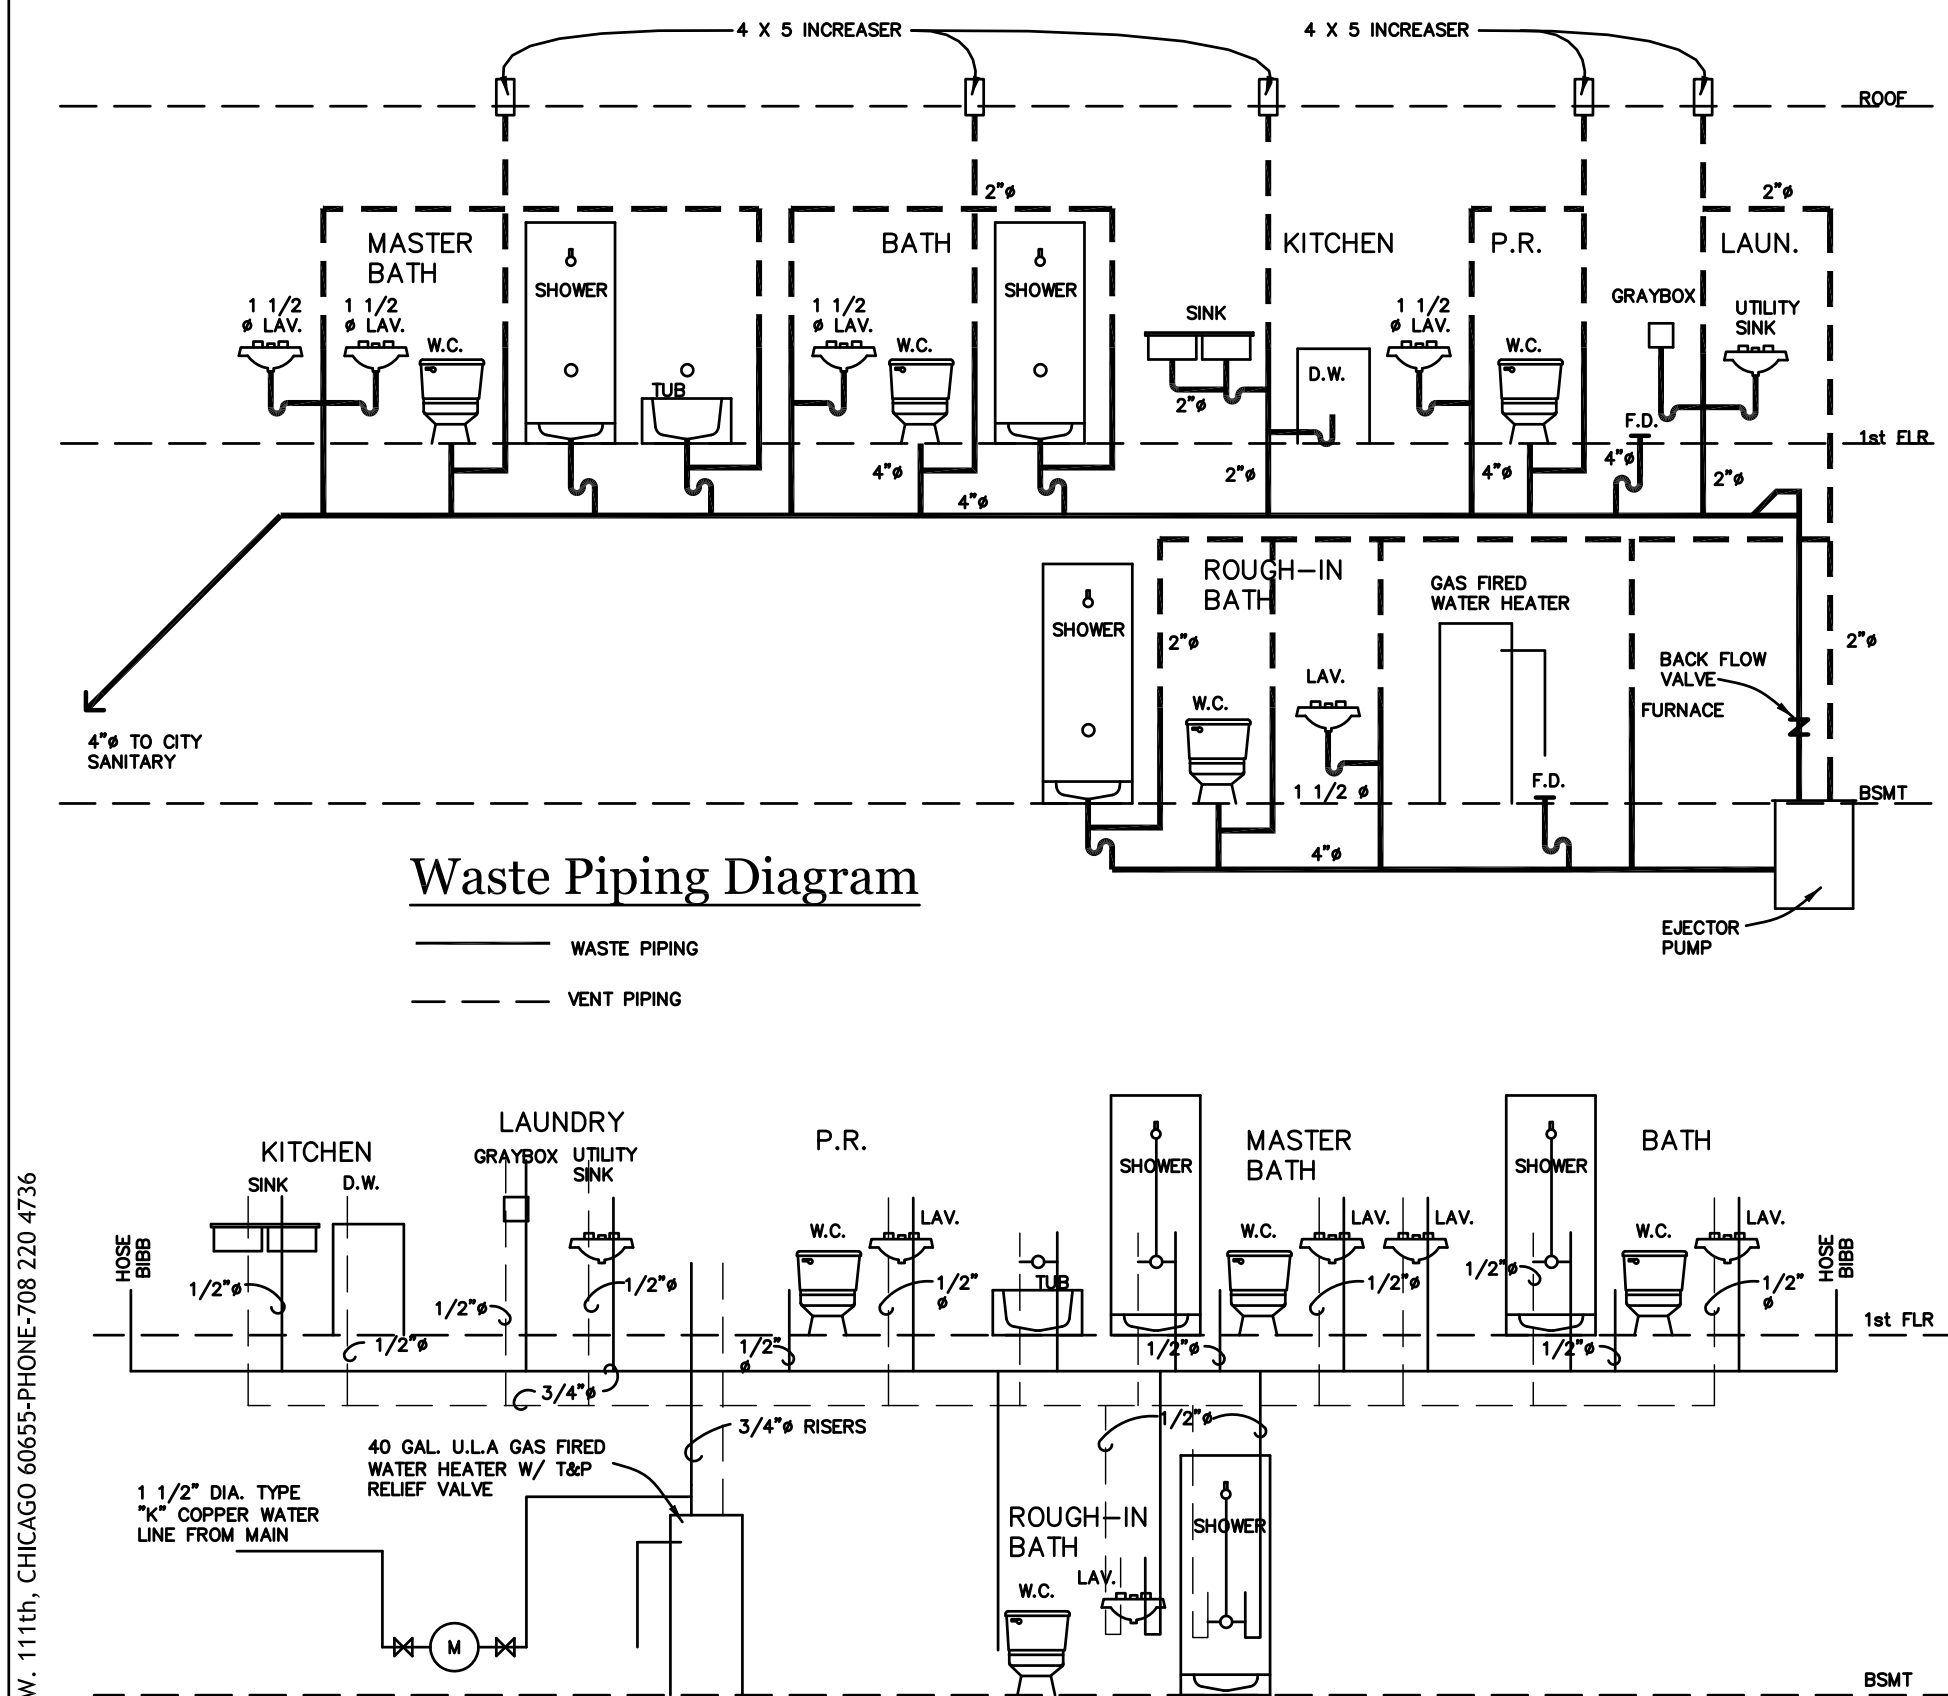 4 X 5 INCREASER
4 X 5 INCREASER
ROOF
2"ø
2"ø
MASTER
BATH
BATH
KITCHEN
P.R.
LAUN.
1 1/2
ø LAV.
1 1/2
ø LAV.
W.C.
SHOWER
TUB
1 1/2
ø LAV.
W.C.
SHOWER
SINK
2"ø
D.W.
1 1/2
ø LAV.
W.C.
GRAYBOX
UTILITY
SINK
F.D.
1st FLR
4"ø
4"ø
2"ø
4"ø
4"ø
2"ø
ROUGH-IN
BATH
SHOWER
2"ø
GAS FIRED
WATER HEATER
LAV.
W.C.
1 1/2 ø
BACK FLOW
VALVE
FURNACE
2"ø
4"ø TO CITY
SANITARY
F.D.
BSMT
4"ø
EJECTOR
PUMP
Waste Piping Diagram
WASTE PIPING
VENT PIPING
KITCHEN
SINK
D.W.
LAUNDRY
GRAYBOX
UTILITY
SINK
P.R.
W.C.
LAV.
TUB
SHOWER
MASTER
BATH
W.C.
LAV.
LAV.
SHOWER
BATH
W.C.
LAV.
HOSE
BIBB
HOSE
BIBB
1/2"ø
1/2"ø
1/2"ø
1/2"ø
1/2"
ø
1/2"
ø
1/2"ø
1/2"ø
1/2"ø
1/2"ø
1/2"
ø
1st FLR
3/4"ø
3/4"ø RISERS
1/2"ø
40 GAL. U.L.A GAS FIRED
WATER HEATER W/ T&P
RELIEF VALVE
1 1/2" DIA. TYPE
"K" COPPER WATER
LINE FROM MAIN
M
ROUGH-IN
BATH
W.C.
LAV.
SHOWER
BSMT
W. 111th, CHICAGO 60655-PHONE-708 220 4736